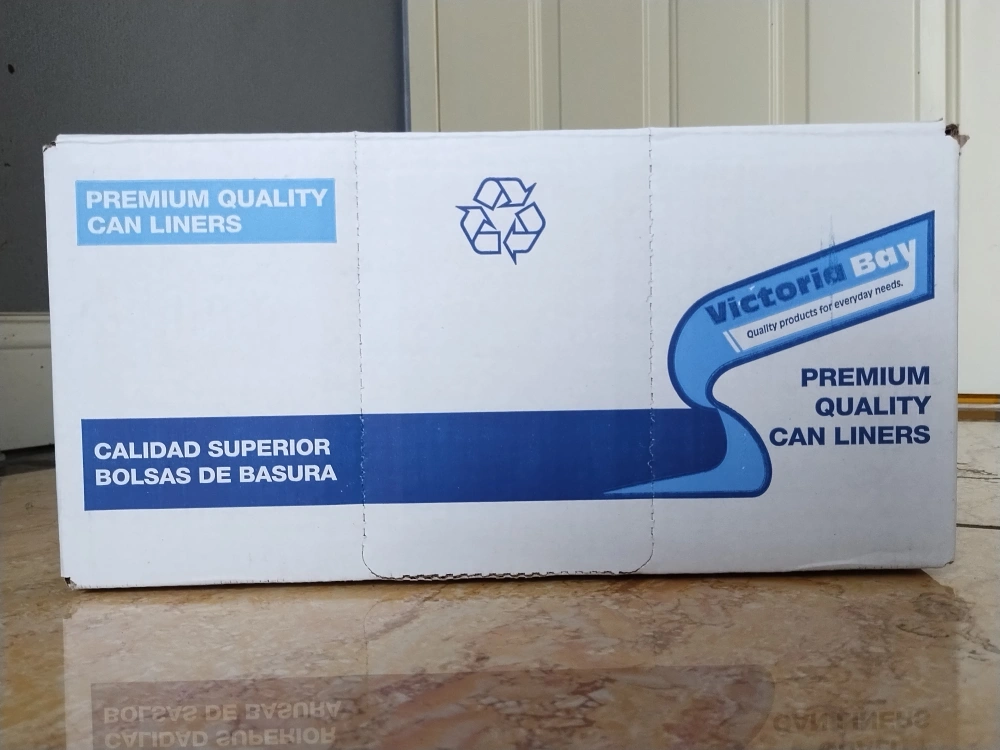 PREMIUM QUALITY
CAN LINERS
Victoria Bay
Quality products for everyday needs.
PREMIUM
QUALITY
CAN LINERS
CALIDAD SUPERIOR
BOLSAS DE BASURA